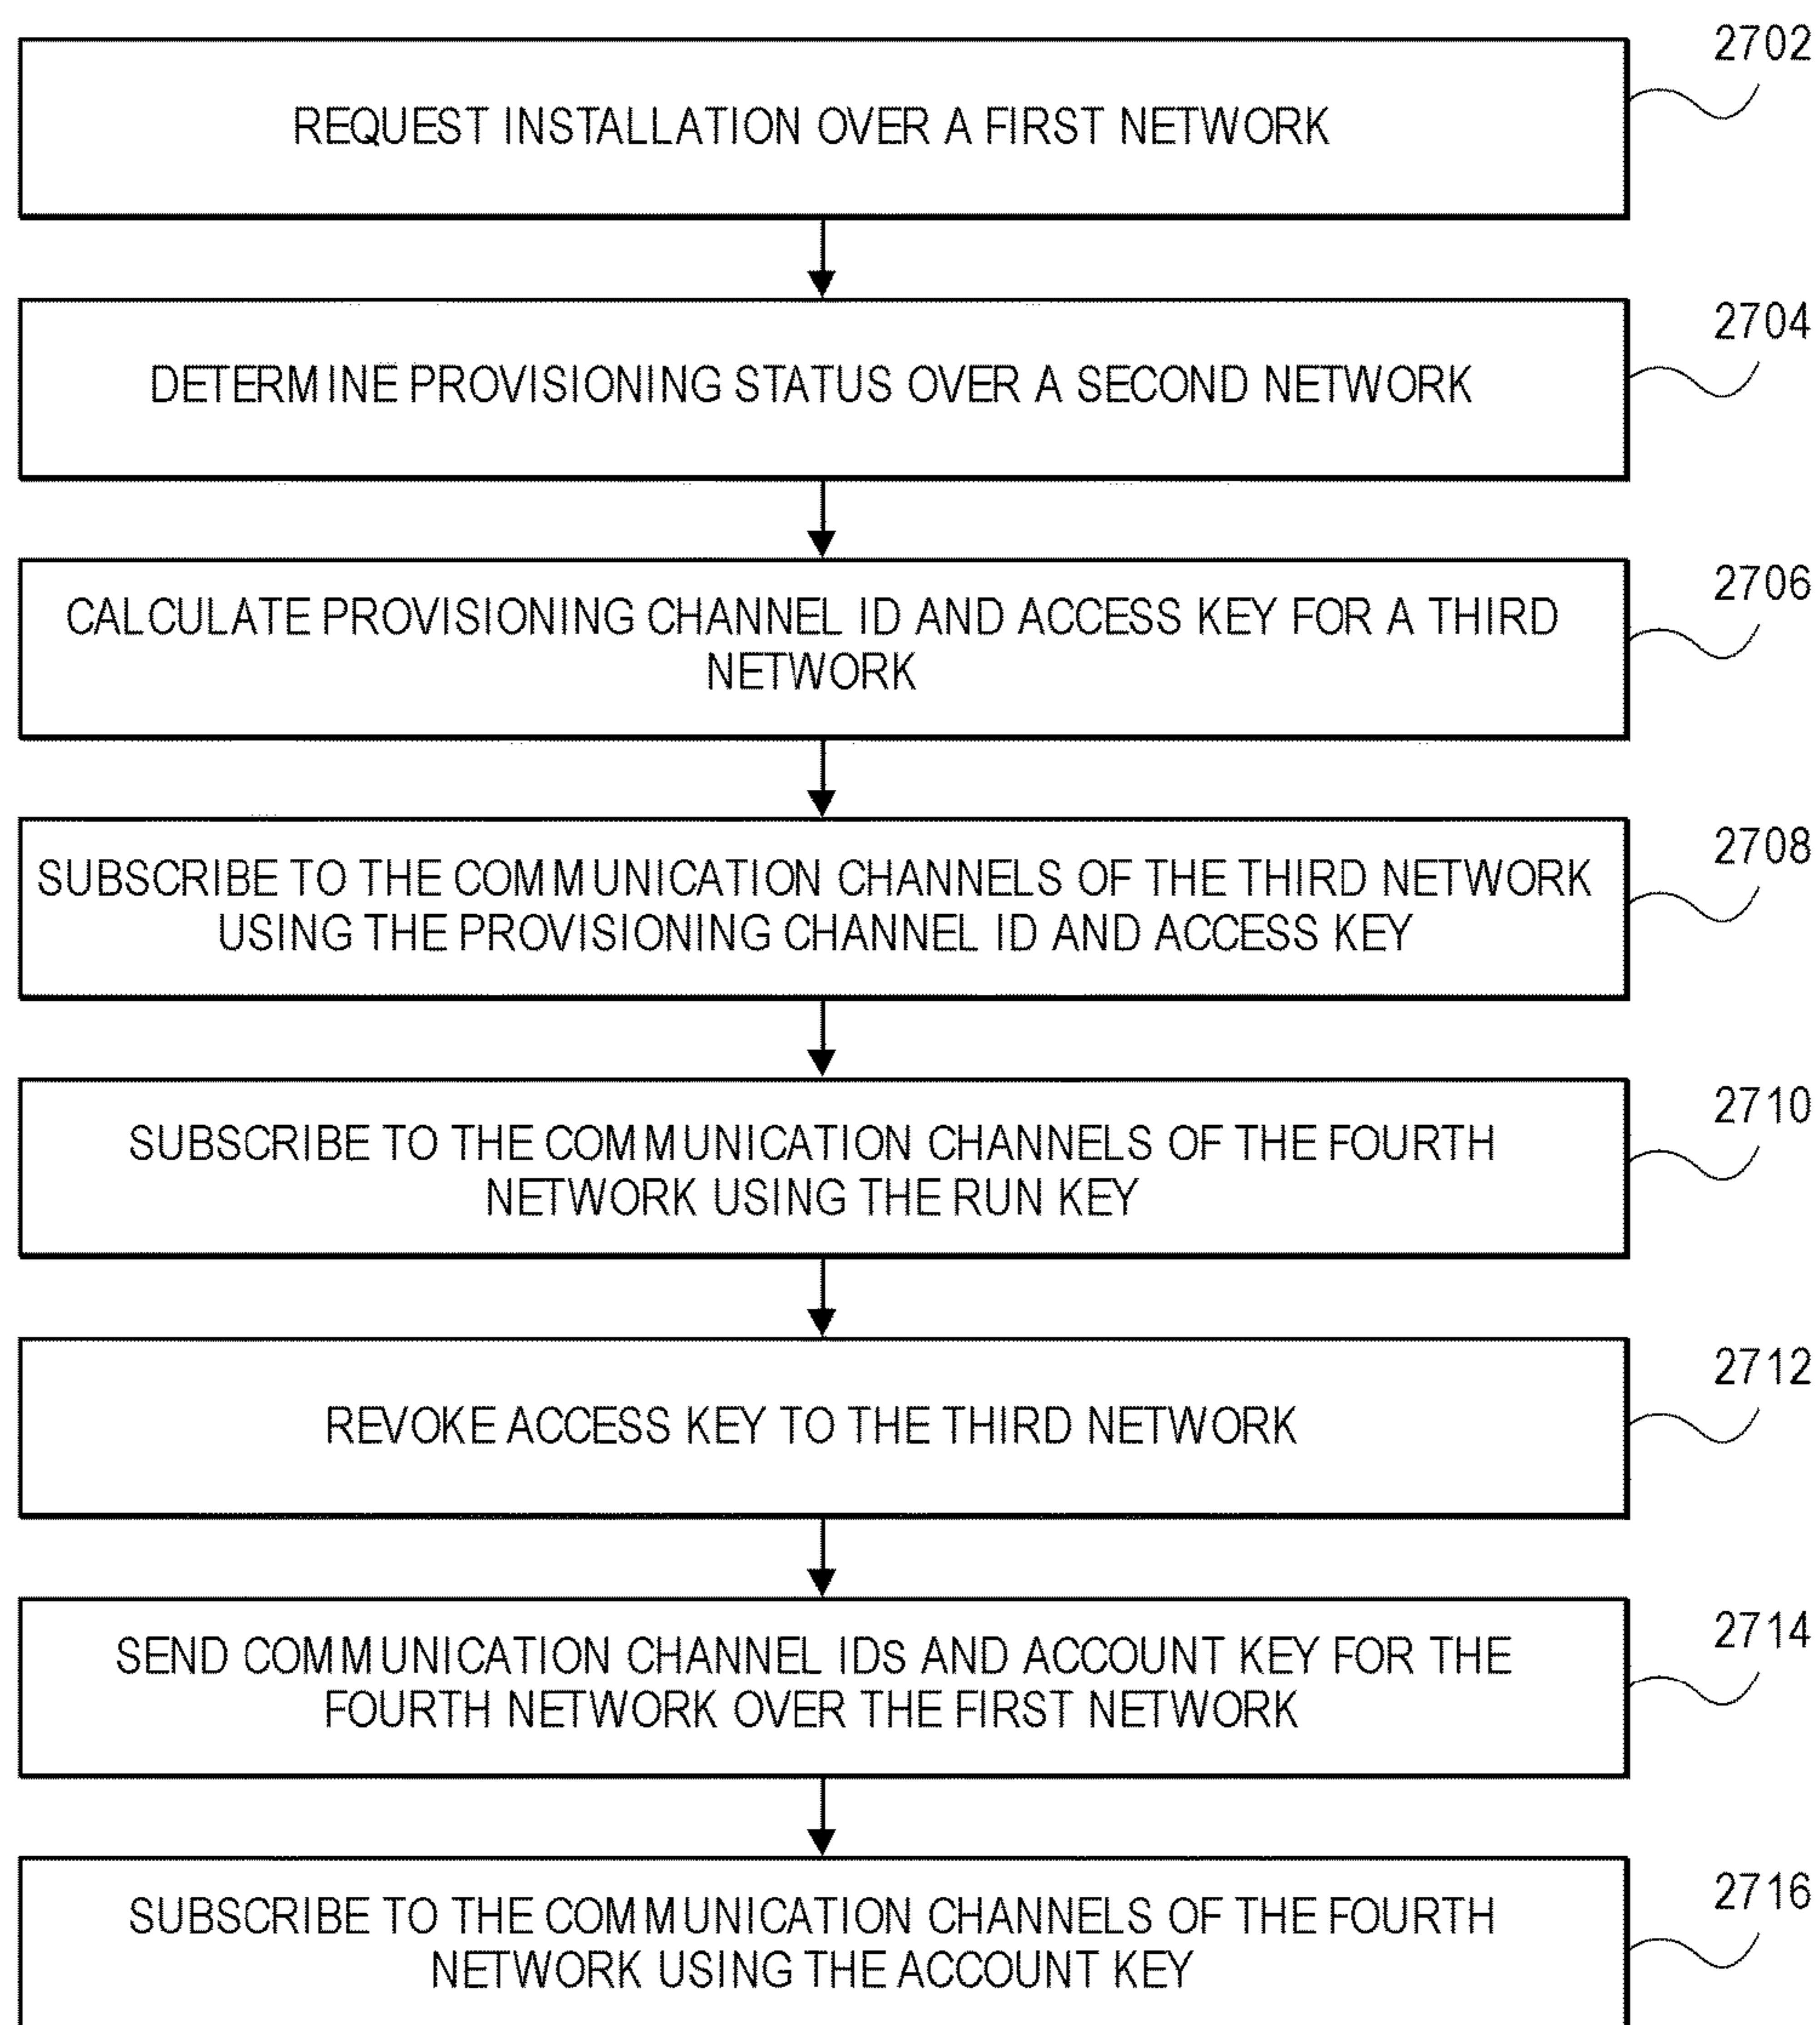 2702
REQUEST INSTALLATION OVER A FIRST NETWORK
2704
DETERMINE PROVISIONING STATUS OVER A SECOND NETWORK
2706
CALCULATE PROVISIONING CHANNEL ID AND ACCESS KEY FOR A THIRD
NETWORK
2708
SUBSCRIBE TO THE COMMUNICATION CHANNELS OF THE THIRD NETWORK
USING THE PROVISIONING CHANNEL ID AND ACCESS KEY
2710
SUBSCRIBE TO THE COMMUNICATION CHANNELS OF THE FOURTH
NETWORK USING THE RUN KEY
2712
REVOKE ACCESS KEY TO THE THIRD NETWORK
2714
SEND COMMUNICATION CHANNEL IDs AND ACCOUNT KEY FOR THE
FOURTH NETWORK OVER THE FIRST NETWORK
2716
SUBSCRIBE TO THE COMMUNICATION CHANNELS OF THE FOURTH
NETWORK USING THE ACCOUNT KEY